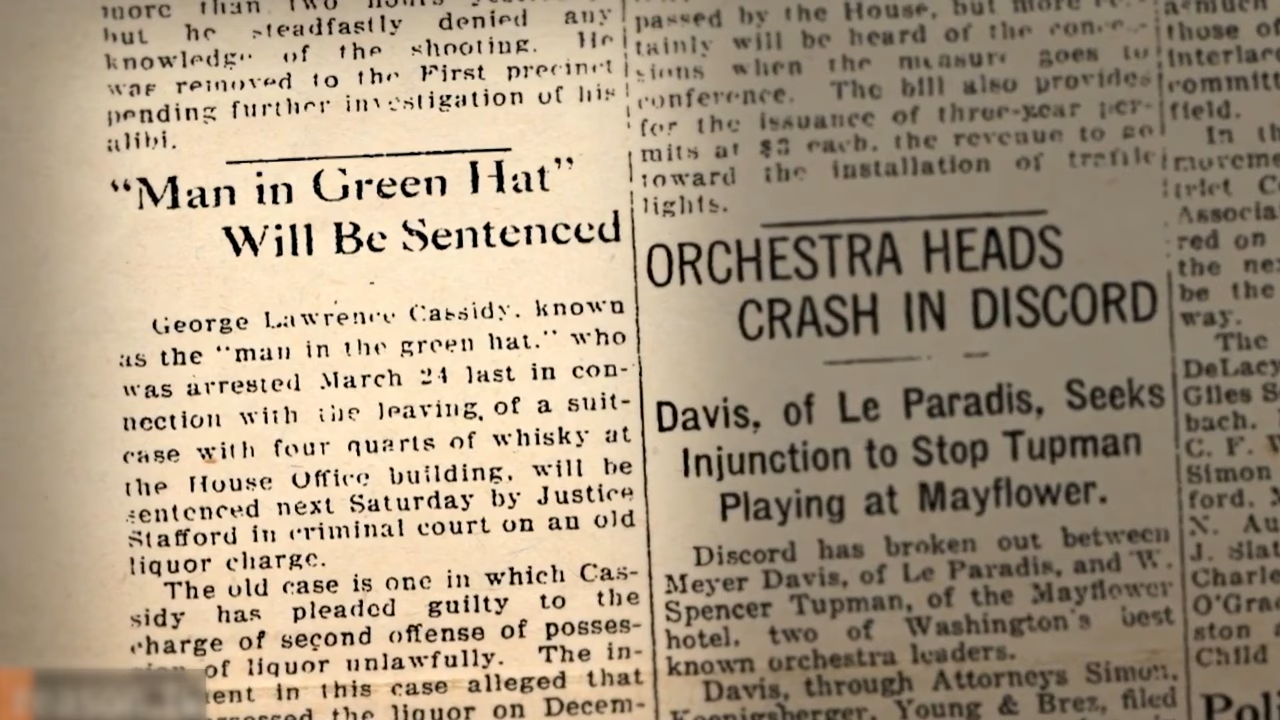 more than two
but he steadfastly denied any
knowledge of the shooting. He
was removed to the First precinct
pending further investigation of his
alibi.
"Man in Green Hat"
Will Be Sentenced
George Lawrence Cassidy, known
as the "man in the green hat," who
was arrested March 24 last in con-
nection with the leaving of a suit-
case with four quarts of whisky at
the House Office building, will be
sentenced next Saturday by Justice
Stafford in criminal court on an old
liquor charge.
The old case is one in which Cas-
sidy has pleaded guilty to the
charge of second offense of posses-
sion of liquor unlawfully. The in-
ent in this case alleged that
the liquor on Decem-
passed by the House, but more
tainly will be heard of the
sions when the measure goes to
conference. The bill also provides
for the issuance of three-year per-
mits at $3 each, the revenue to go
toward the installation of traffic
lights.
ORCHESTRA HEADS
CRASH IN DISCORD
Davis, of Le Paradis, Seeks
Injunction to Stop Tupman
Playing at Mayflower.
Discord has broken out between
Meyer Davis, of Le Paradis, and W.
Spencer Tupman, of the Mayflower
hotel, two of Washington's best
known orchestra leaders.
Davis, through Attorneys Simon,
Koenigsberger, Young & Brez, filed
as much
those of
interlac
committ
field.
In th
moveme
trict Co
Associa
red on
the ne
be the
way.
The
DeLacy
Giles S
bach.
C. F. W
Simon
ford.
N. Au
J. Slat
Charle
O'Gra
ston
Child
Poli